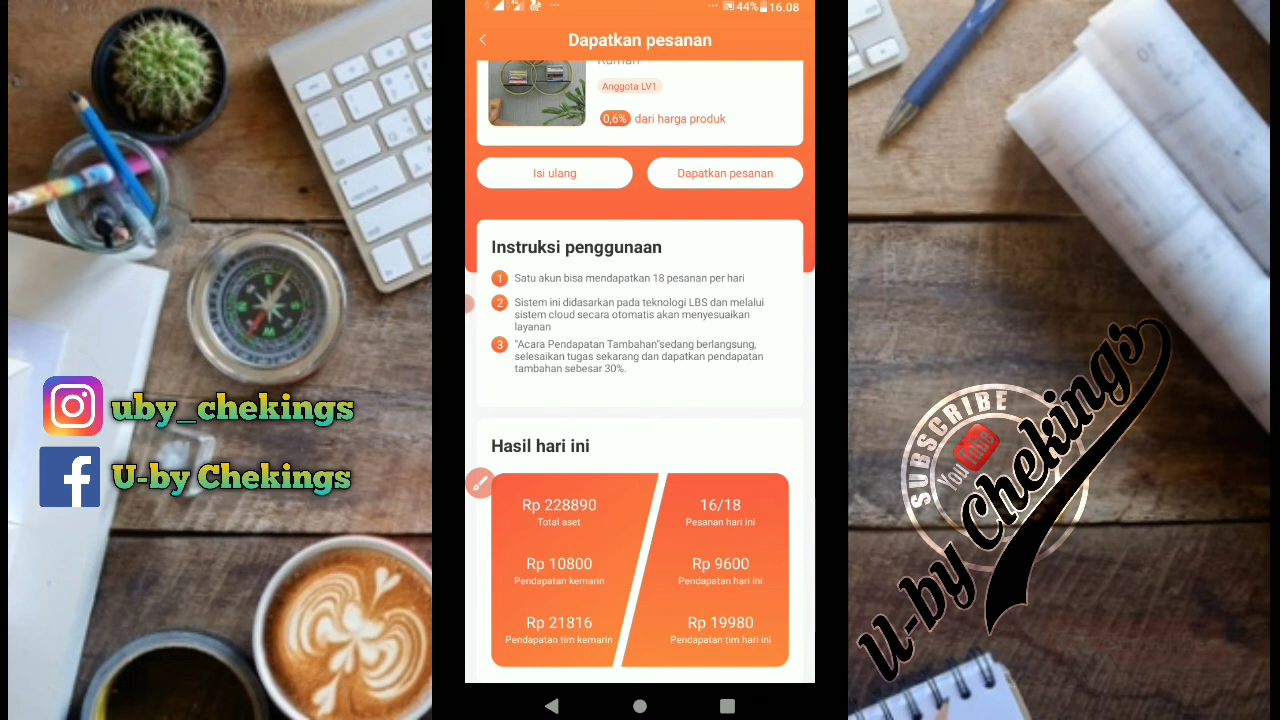 44% 16.08
Dapatkan pesanan
Rumah
Anggota LV1
0,6% dari harga produk
Isi ulang
Dapatkan pesanan
Instruksi penggunaan
1 Satu akun bisa mendapatkan 18 pesanan per hari
2 Sistem ini didasarkan pada teknologi LBS dan melalui
sistem cloud secara otomatis akan menyesuaikan
layanan
3 "Acara Pendapatan Tambahan"sedang berlangsung,
selesaikan tugas sekarang dan dapatkan pendapatan
tambahan sebesar 30%.
Hasil hari ini
Rp 228890
Total aset
16/18
Pesanan hari ini
Rp 10800
Pendapatan kemarin
Rp 9600
Pendapatan hari ini
Rp 21816
Pendapatan tim kemarin
Rp 19980
Pendapatan tim hari ini
uby_chekings
U-by Chekings
SUBSCRIBE
YouTube
U-by Chekings